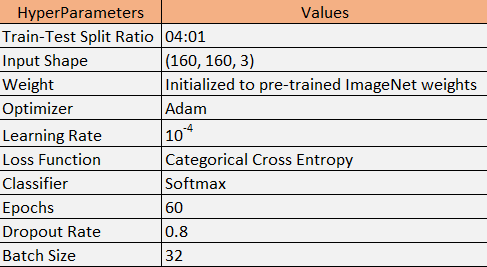 HyperParameters Values
Train-Test Split Ratio 04:01
Input Shape (160, 160, 3)
Weight Initialized to pre-trained ImageNet weights
Optimizer Adam
Learning Rate 10⁻⁴
Loss Function Categorical Cross Entropy
Classifier Softmax
Epochs 60
Dropout Rate 0.8
Batch Size 32